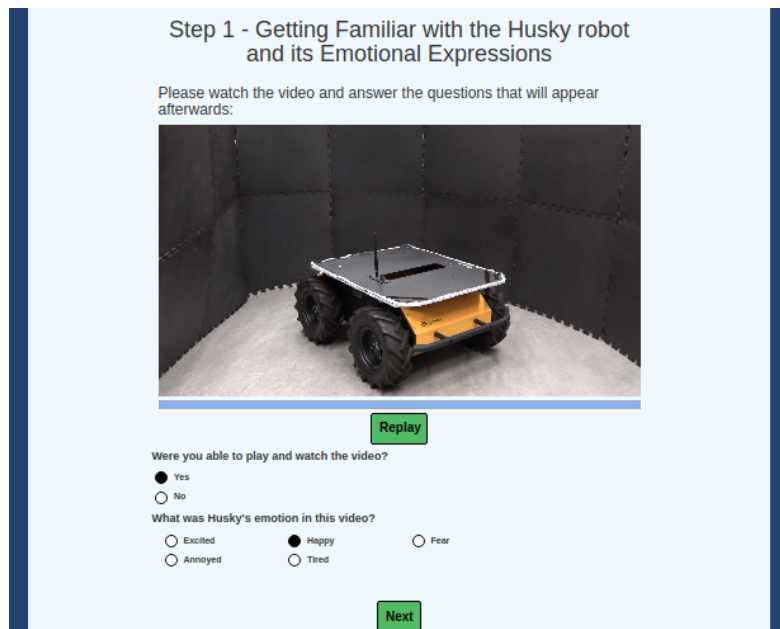 Step 1 - Getting Familiar with the Husky robot
and its Emotional Expressions
Please watch the video and answer the questions that will appear
afterwards:
Replay
Were you able to play and watch the video?
Yes
No
What was Husky's emotion in this video?
Excited Happy Fear
Annoyed Tired
Next